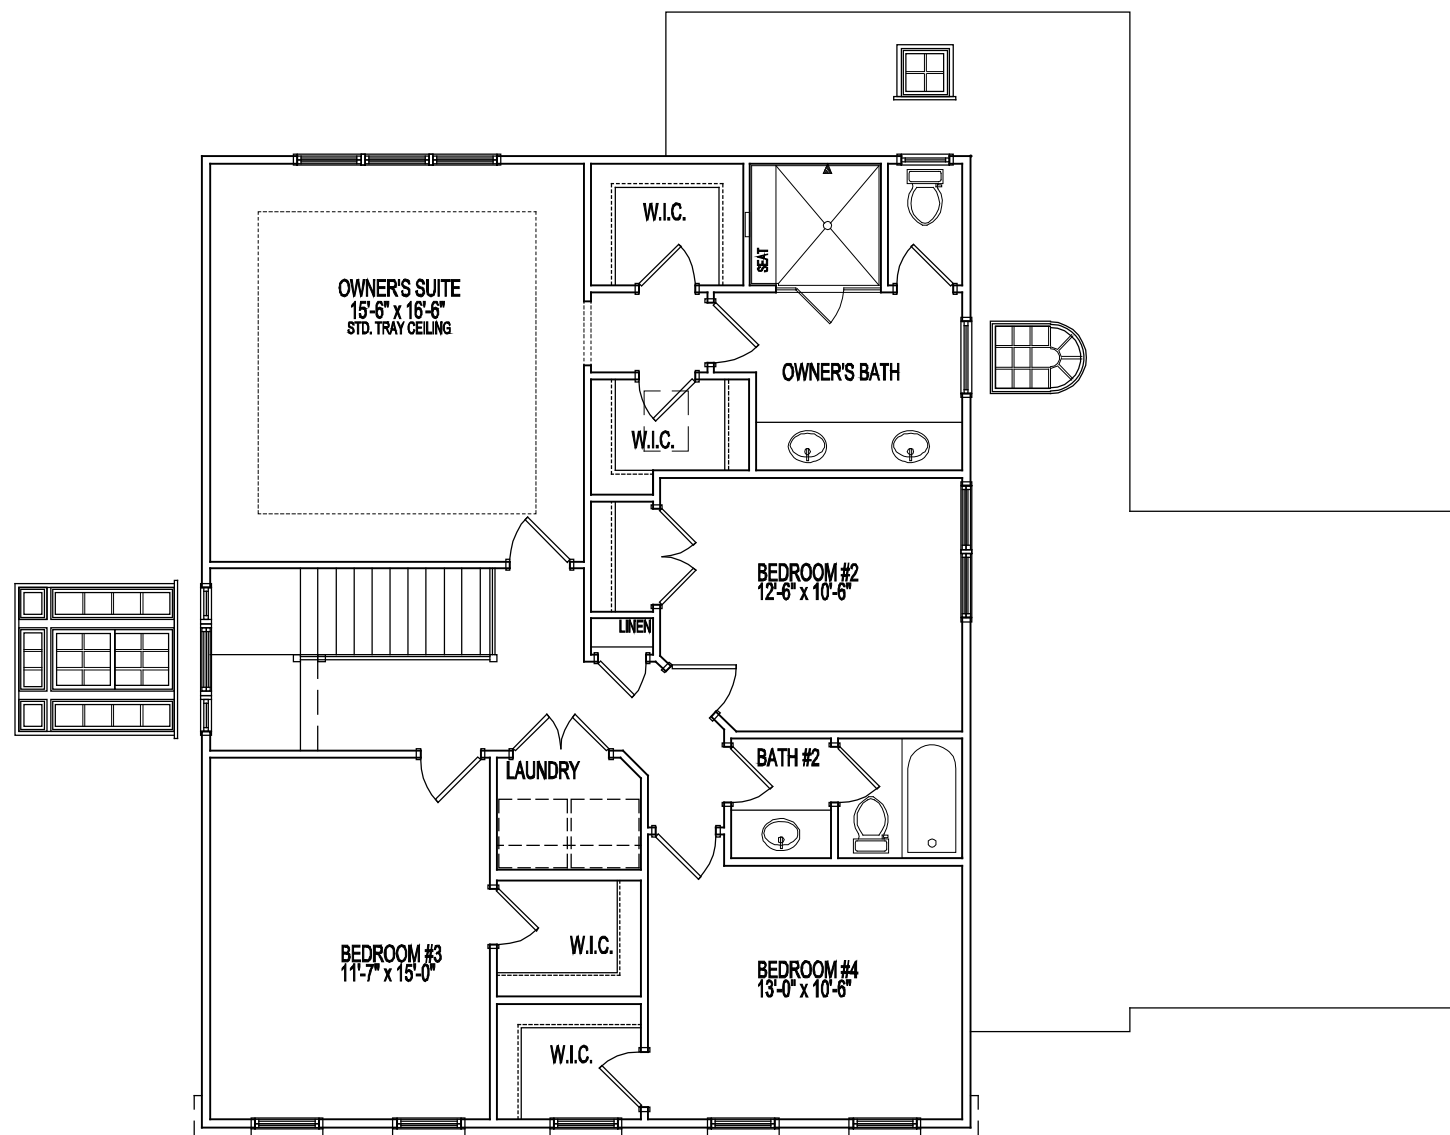 W.I.C.
SEAT
OWNER'S SUITE
15'-6" x 16'-6"
STD. TRAY CEILING
OWNER'S BATH
W.I.C.
BEDROOM #2
12'-6" x 10'-6"
LINEN
BATH #2
LAUNDRY
BEDROOM #3
11'-7" x 15'-0"
W.I.C.
BEDROOM #4
13'-0" x 10'-6"
W.I.C.